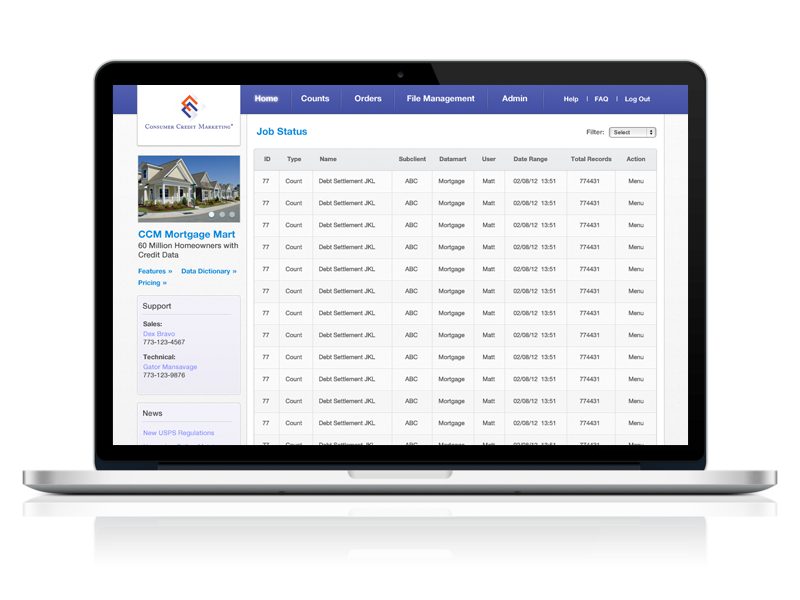 Home Counts Orders File Management Admin Help | FAQ | Log Out
CONSUMER CREDIT MARKETING®
Job Status Filter: Select
CCM Mortgage Mart
60 Million Homeowners with
Credit Data
Features » Data Dictionary »
Pricing »
Support
Sales:
Dex Bravo
773-123-4567
Technical:
Gator Mansavage
773-123-9876
News
New USPS Regulations
ID Type Name Subclient Datamart User Date Range Total Records Action
77 Count Debt Settlement JKL ABC Mortgage Matt 02/08/12 13:51 774431 Menu
77 Count Debt Settlement JKL ABC Mortgage Matt 02/08/12 13:51 774431 Menu
77 Count Debt Settlement JKL ABC Mortgage Matt 02/08/12 13:51 774431 Menu
77 Count Debt Settlement JKL ABC Mortgage Matt 02/08/12 13:51 774431 Menu
77 Count Debt Settlement JKL ABC Mortgage Matt 02/08/12 13:51 774431 Menu
77 Count Debt Settlement JKL ABC Mortgage Matt 02/08/12 13:51 774431 Menu
77 Count Debt Settlement JKL ABC Mortgage Matt 02/08/12 13:51 774431 Menu
77 Count Debt Settlement JKL ABC Mortgage Matt 02/08/12 13:51 774431 Menu
77 Count Debt Settlement JKL ABC Mortgage Matt 02/08/12 13:51 774431 Menu
77 Count Debt Settlement JKL ABC Mortgage Matt 02/08/12 13:51 774431 Menu
77 Count Debt Settlement JKL ABC Mortgage Matt 02/08/12 13:51 774431 Menu
77 Count Debt Settlement JKL ABC Mortgage Matt 02/08/12 13:51 774431 Menu
77 Count Debt Settlement JKL ABC Mortgage Matt 02/08/12 13:51 774431 Menu